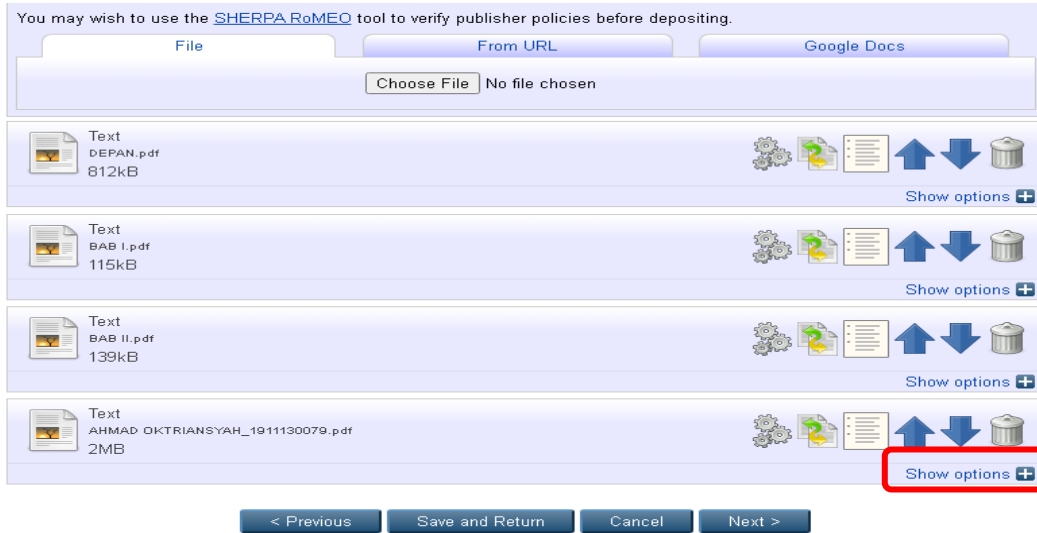 You may wish to use the SHERPA RoMEO tool to verify publisher policies before depositing.
File From URL Google Docs
Choose File No file chosen
Text
DEPAN.pdf
812kB
Show options
Text
BAB I.pdf
115kB
Show options
Text
BAB II.pdf
139kB
Show options
Text
AHMAD OKTRIANSYAH_1911130079.pdf
2MB
Show options
< Previous Save and Return Cancel Next >